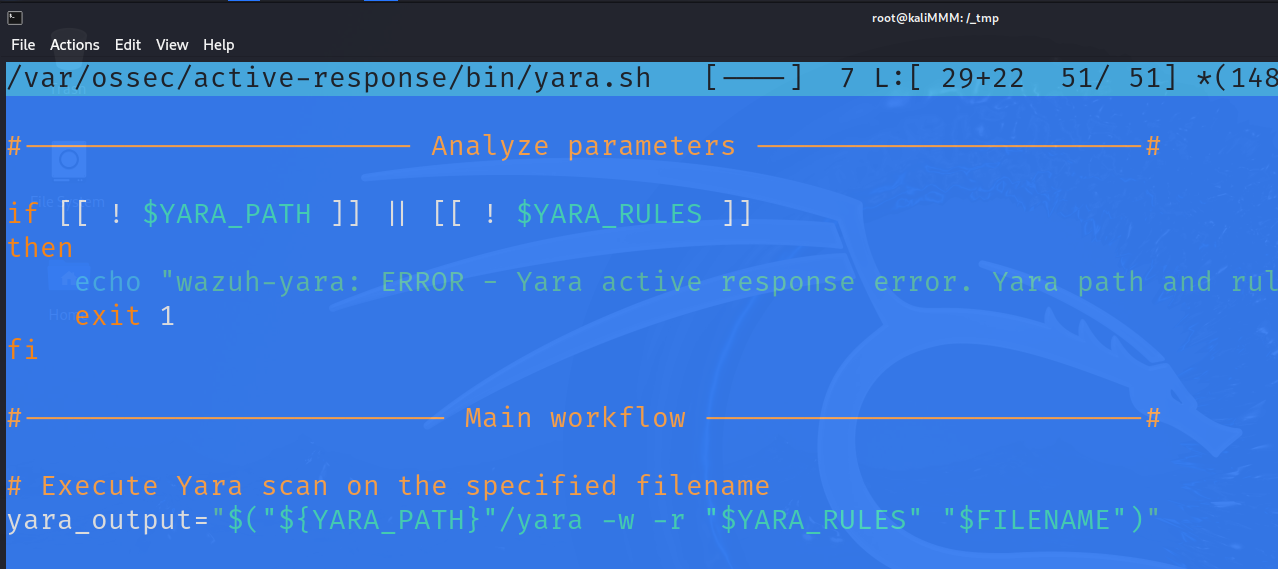 root@kaliMMM: /_tmp
File Actions Edit View Help
/var/ossec/active-response/bin/yara.sh [----] 7 L:[ 29+22 51/ 51] *(148
#----------------------- Analyze parameters -----------------------#
if [[ ! $YARA_PATH ]] || [[ ! $YARA_RULES ]]
then
echo "wazuh-yara: ERROR - Yara active response error. Yara path and rul
exit 1
fi
#------------------------- Main workflow --------------------------#
# Execute Yara scan on the specified filename
yara_output="$("${YARA_PATH}"/yara -w -r "$YARA_RULES" "$FILENAME")"